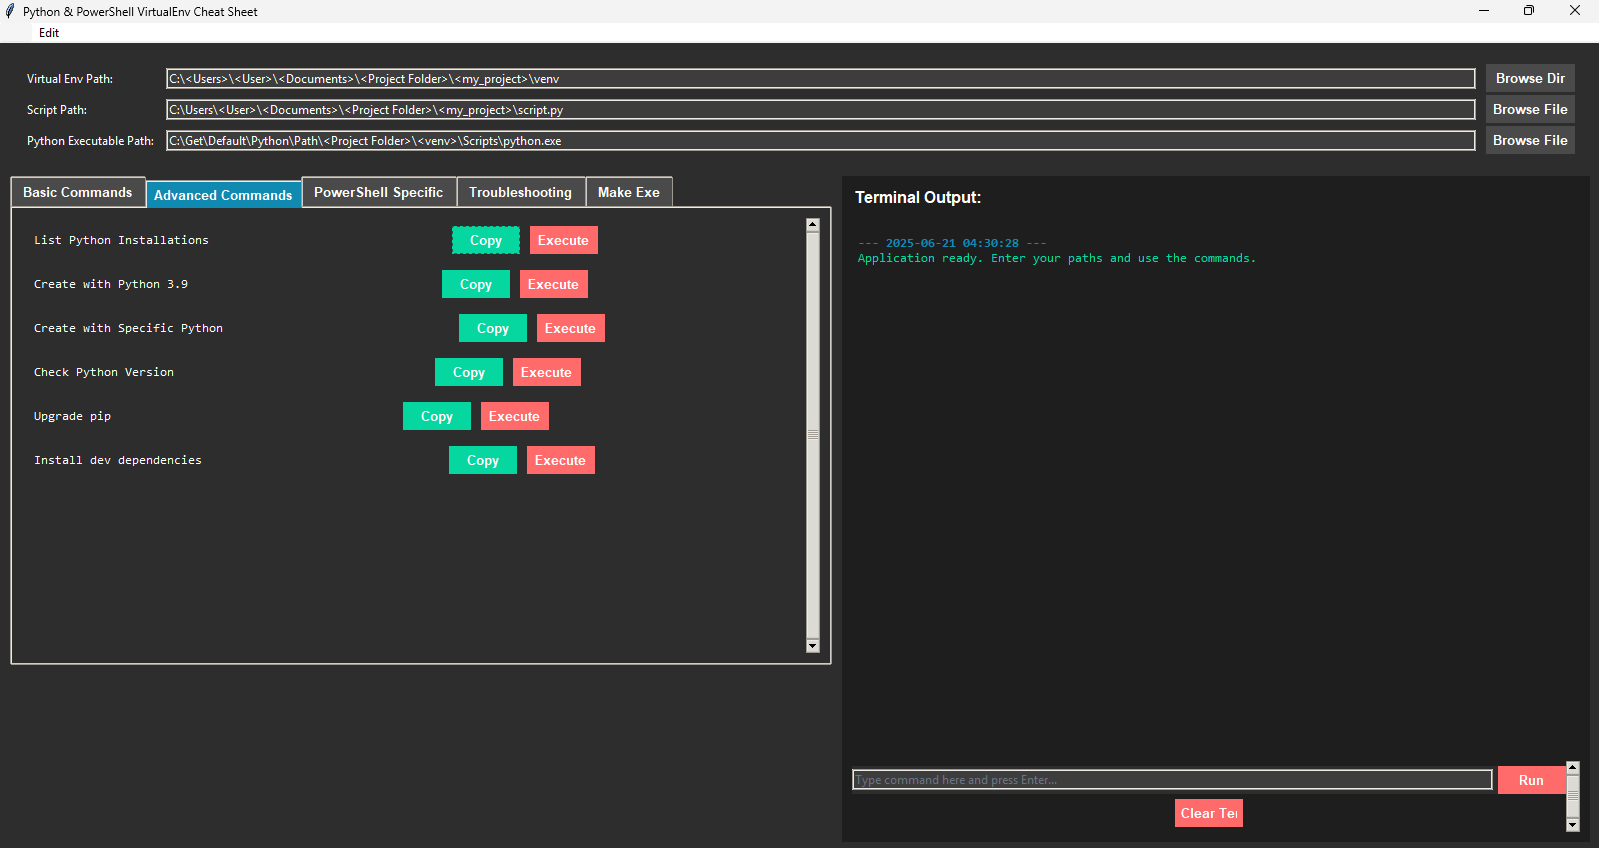 Python & PowerShell VirtualEnv Cheat Sheet
Edit
Virtual Env Path: C:\<Users>\<User>\<Documents>\<Project Folder>\<my_project>\venv Browse Dir
Script Path: C:\Users\<User>\<Documents>\<Project Folder>\<my_project>\script.py Browse File
Python Executable Path: C:\Get\Default\Python\Path\<Project Folder>\<venv>\Scripts\python.exe Browse File
Basic Commands Advanced Commands PowerShell Specific Troubleshooting Make Exe
List Python Installations Copy Execute
Create with Python 3.9 Copy Execute
Create with Specific Python Copy Execute
Check Python Version Copy Execute
Upgrade pip Copy Execute
Install dev dependencies Copy Execute
Terminal Output:
--- 2025-06-21 04:30:28 ---
Application ready. Enter your paths and use the commands.
Type command here and press Enter... Run
Clear Ter